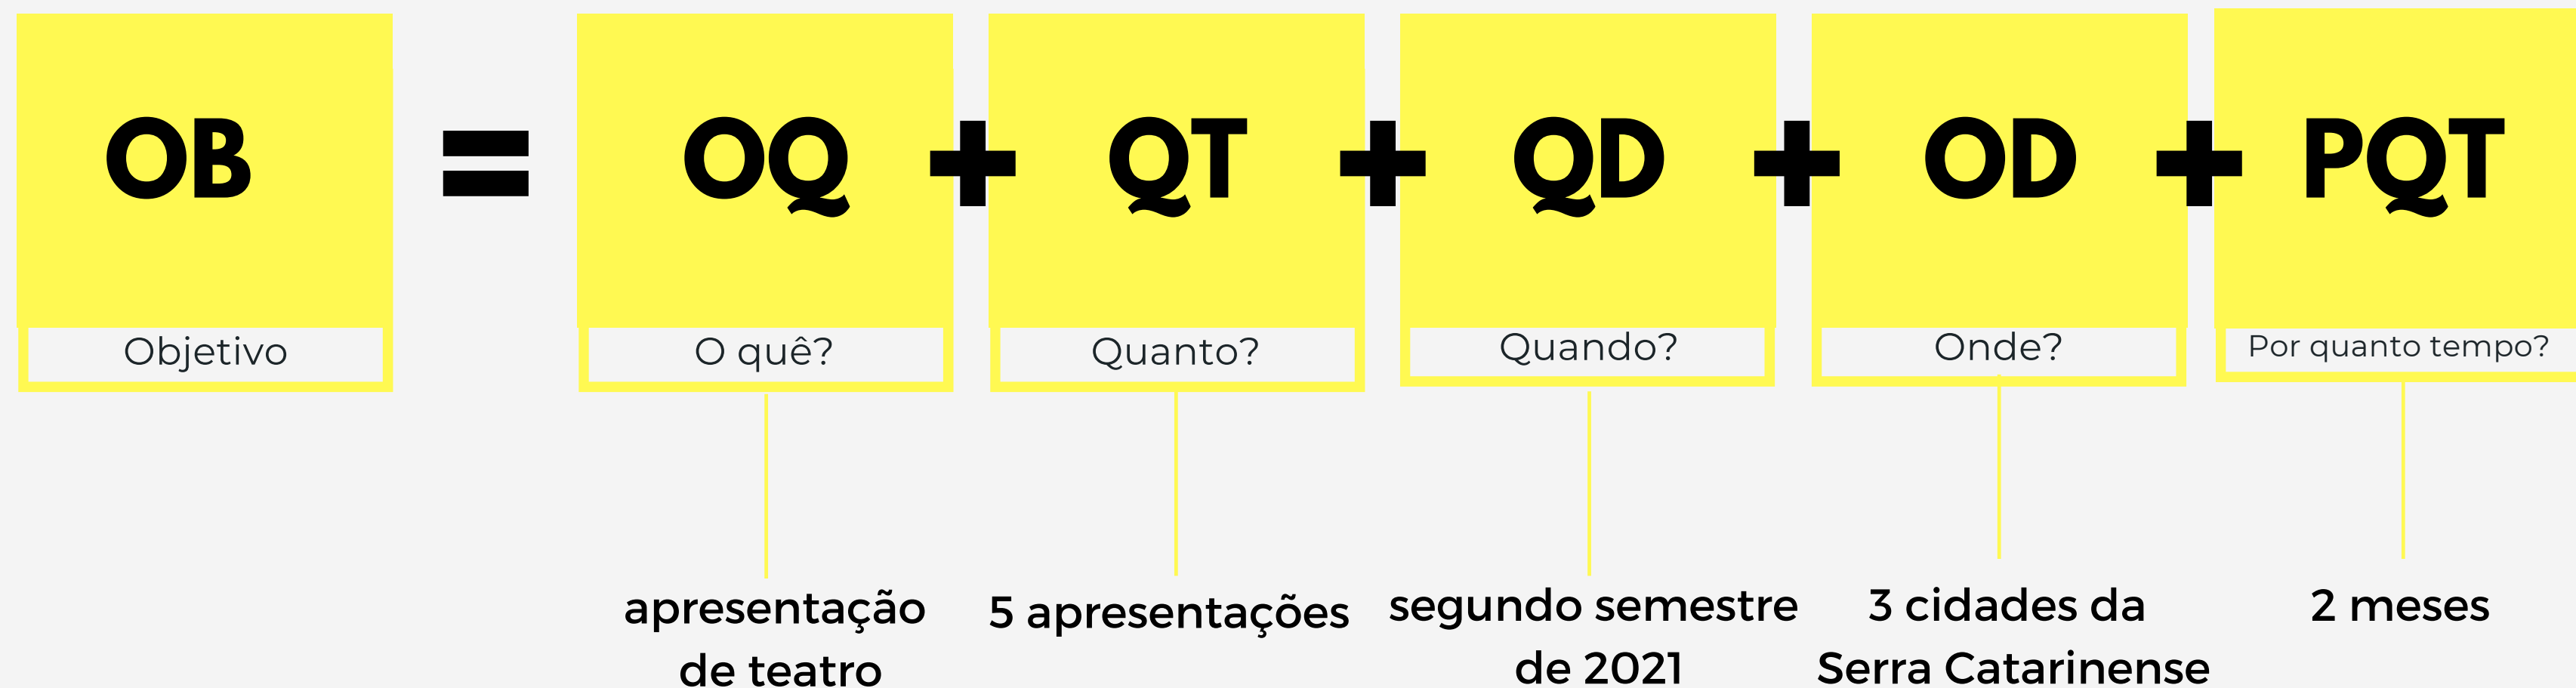 OB = OQ + QT + QD + OD + PQT
Objetivo O quê? Quanto? Quando? Onde? Por quanto tempo?
apresentação 5 apresentações segundo semestre 3 cidades da 2 meses
de teatro de 2021 Serra Catarinense